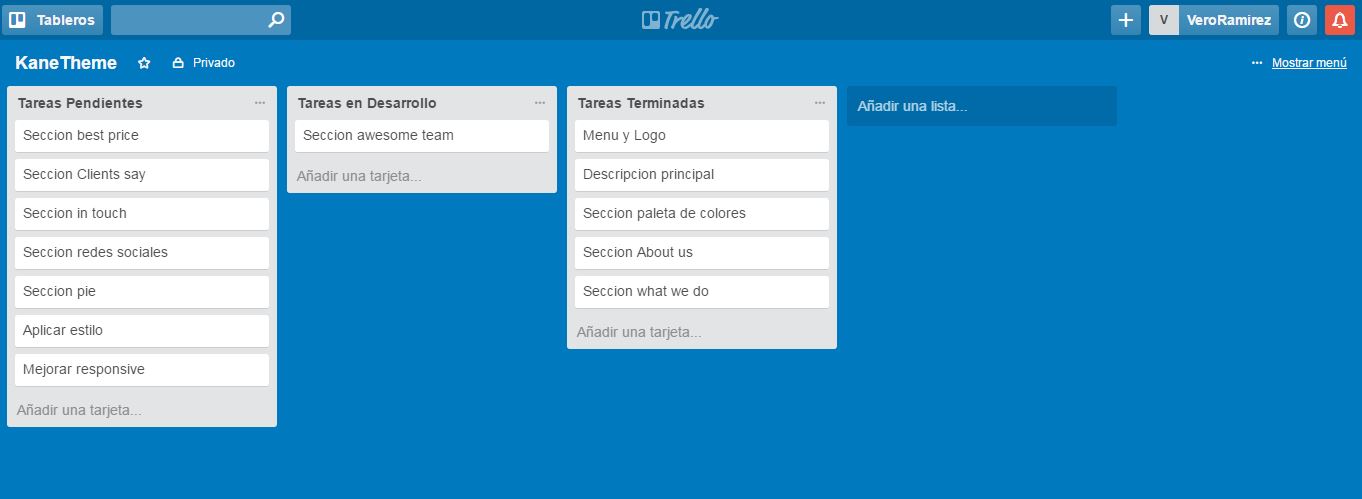 Tableros
Trello
V VeroRamirez
KaneTheme Privado ... Mostrar menú
Tareas Pendientes ...
Seccion best price
Seccion Clients say
Seccion in touch
Seccion redes sociales
Seccion pie
Aplicar estilo
Mejorar responsive
Añadir una tarjeta...
Tareas en Desarrollo ...
Seccion awesome team
Añadir una tarjeta...
Tareas Terminadas ...
Menu y Logo
Descripcion principal
Seccion paleta de colores
Seccion About us
Seccion what we do
Añadir una tarjeta...
Añadir una lista...